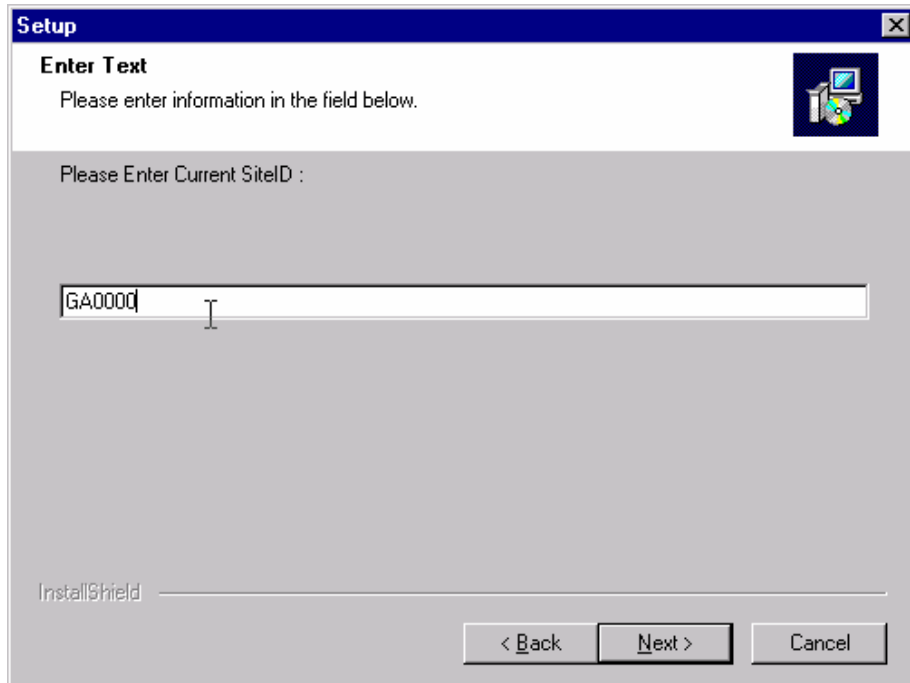 Setup
Enter Text
Please enter information in the field below.
Please Enter Current SiteID :
GA0000
InstallShield
< Back Next > Cancel